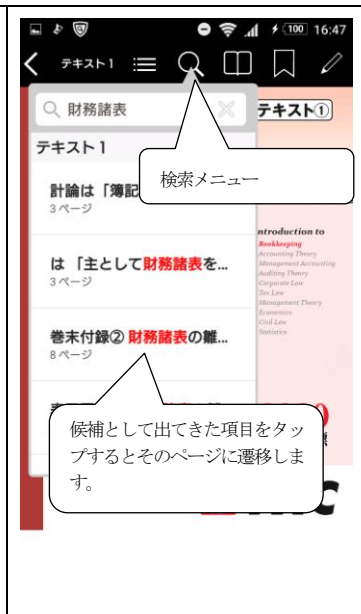 100 16:47
テキスト1
財務諸表
テキスト①
テキスト 1
検索メニュー
計論は「簿記
3 ページ
は 「主として財務諸表を...
3 ページ
巻末付録② 財務諸表の雛...
8 ページ
ntroduction to
Bookkeeping
Accounting Theory
Management Accounting
Auditing Theory
Corporate Law
Tax Law
Management Theory
Economics
Civil Law
Statistics
候補として出てきた項目をタッ
プするとそのページに遷移しま
す。